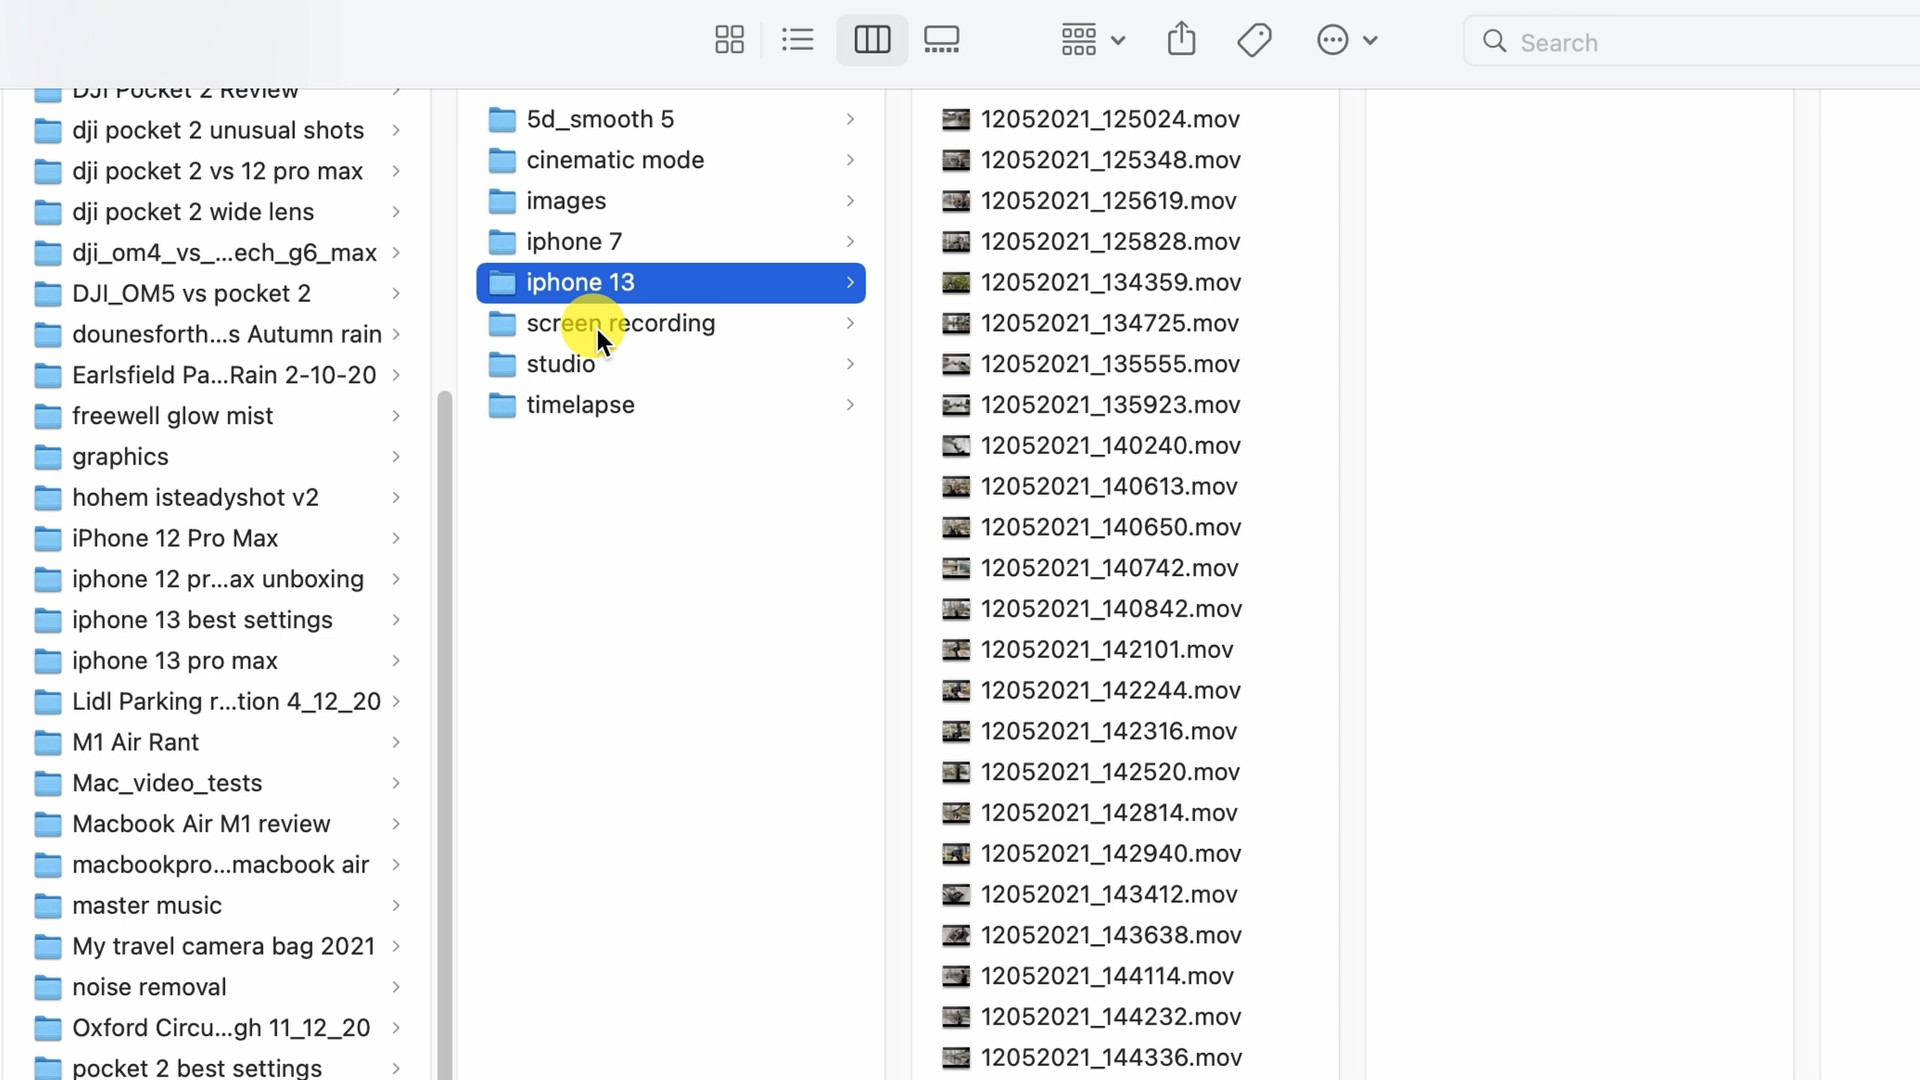 Search
DJI Pocket 2 Review
dji pocket 2 unusual shots
dji pocket 2 vs 12 pro max
dji pocket 2 wide lens
dji_om4_vs_...ech_g6_max
DJI_OM5 vs pocket 2
dounesforth...s Autumn rain
Earlsfield Pa...Rain 2-10-20
freewell glow mist
graphics
hohem isteadyshot v2
iPhone 12 Pro Max
iphone 12 pr...ax unboxing
iphone 13 best settings
iphone 13 pro max
Lidl Parking r...tion 4_12_20
M1 Air Rant
Mac_video_tests
Macbook Air M1 review
macbookpro...macbook air
master music
My travel camera bag 2021
noise removal
Oxford Circu...gh 11_12_20
pocket 2 best settings
5d_smooth 5
cinematic mode
images
iphone 7
iphone 13
screen recording
studio
timelapse
12052021_125024.mov
12052021_125348.mov
12052021_125619.mov
12052021_125828.mov
12052021_134359.mov
12052021_134725.mov
12052021_135555.mov
12052021_135923.mov
12052021_140240.mov
12052021_140613.mov
12052021_140650.mov
12052021_140742.mov
12052021_140842.mov
12052021_142101.mov
12052021_142244.mov
12052021_142316.mov
12052021_142520.mov
12052021_142814.mov
12052021_142940.mov
12052021_143412.mov
12052021_143638.mov
12052021_144114.mov
12052021_144232.mov
12052021_144336.mov